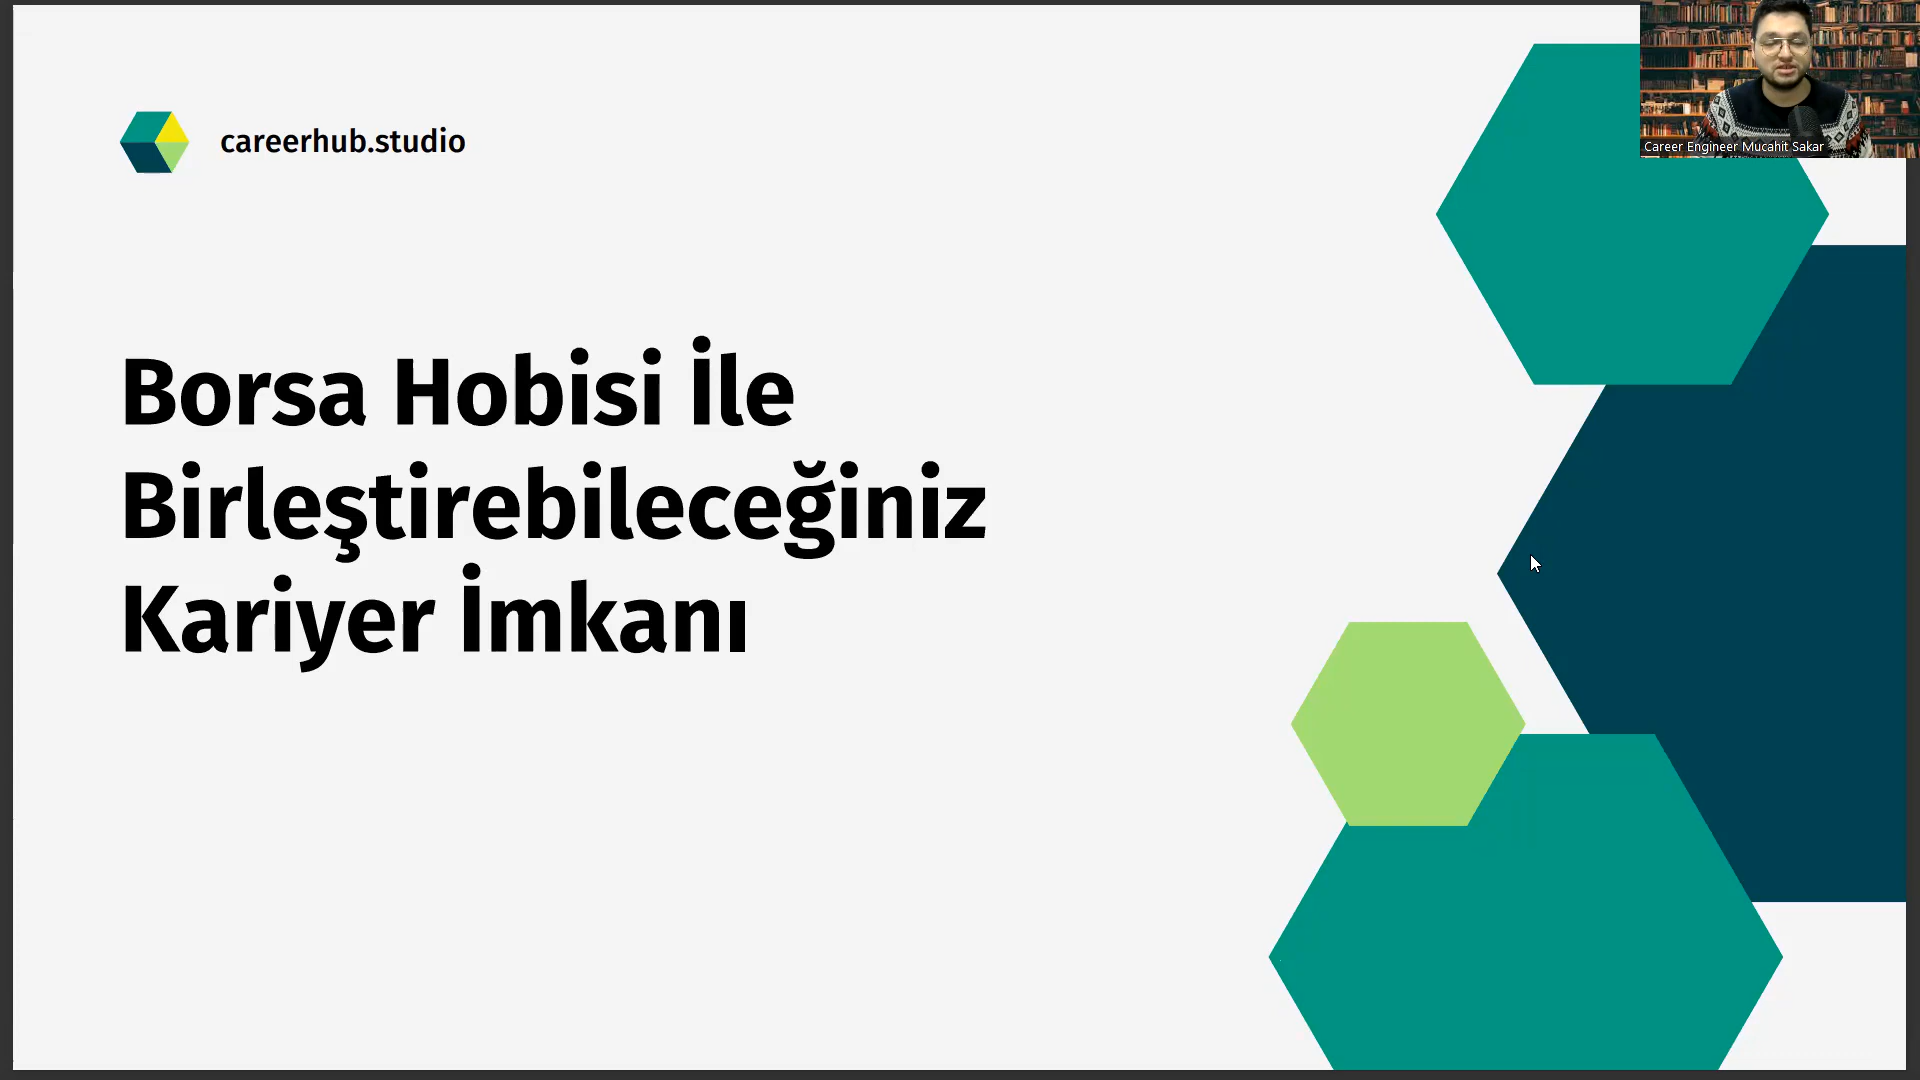 careerhub.studio
Career Engineer Mucahit Sakar
Borsa Hobisi İle
Birleştirebileceğiniz
Kariyer İmkanı